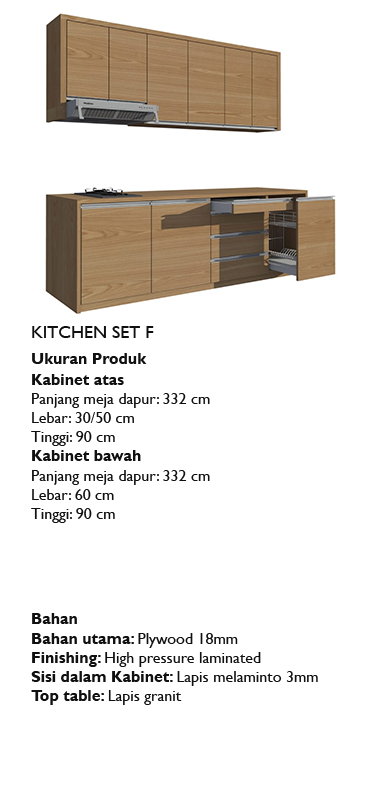 KITCHEN SET F
Ukuran Produk
Kabinet atas
Panjang meja dapur: 332 cm
Lebar: 30/50 cm
Tinggi: 90 cm
Kabinet bawah
Panjang meja dapur: 332 cm
Lebar: 60 cm
Tinggi: 90 cm
Bahan
Bahan utama: Plywood 18mm
Finishing: High pressure laminated
Sisi dalam Kabinet: Lapis melaminto 3mm
Top table: Lapis granit